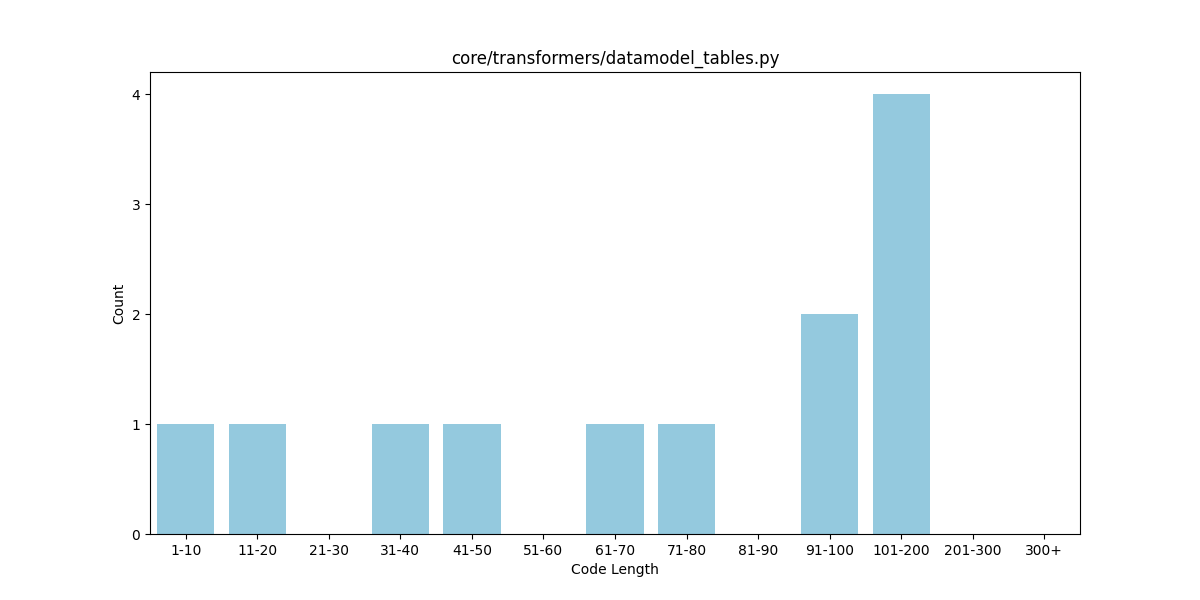 core/transformers/datamodel_tables.py
Count
4
3
2
1
0
1-10 11-20 21-30 31-40 41-50 51-60 61-70 71-80 81-90 91-100 101-200 201-300 300+
Code Length